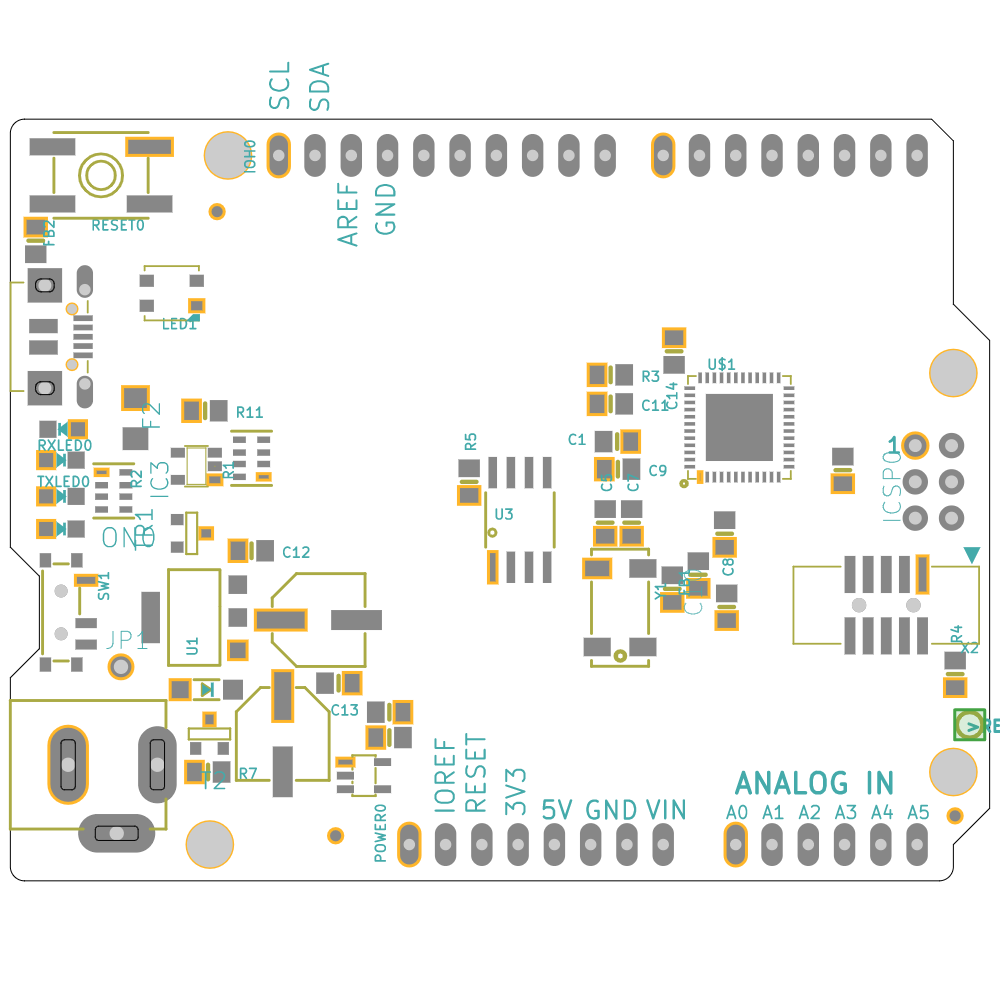 SCL
SDA
IOH0
RESET0
AREF
GND
FB2
LED1
U$1
R3
C14
C11
F2
R11
RXLED0
C1
R5
1
R1
C9
IC3
R2
TXLED0
ICSP0
U3
ON0
C12
C8
Y1
SW1
JP1
U1
R4
X2
C13
>RE
R7
T2
IOREF
RESET
3V3
POWER0
5V
GND
VIN
ANALOG IN
A0
A1
A2
A3
A4
A5